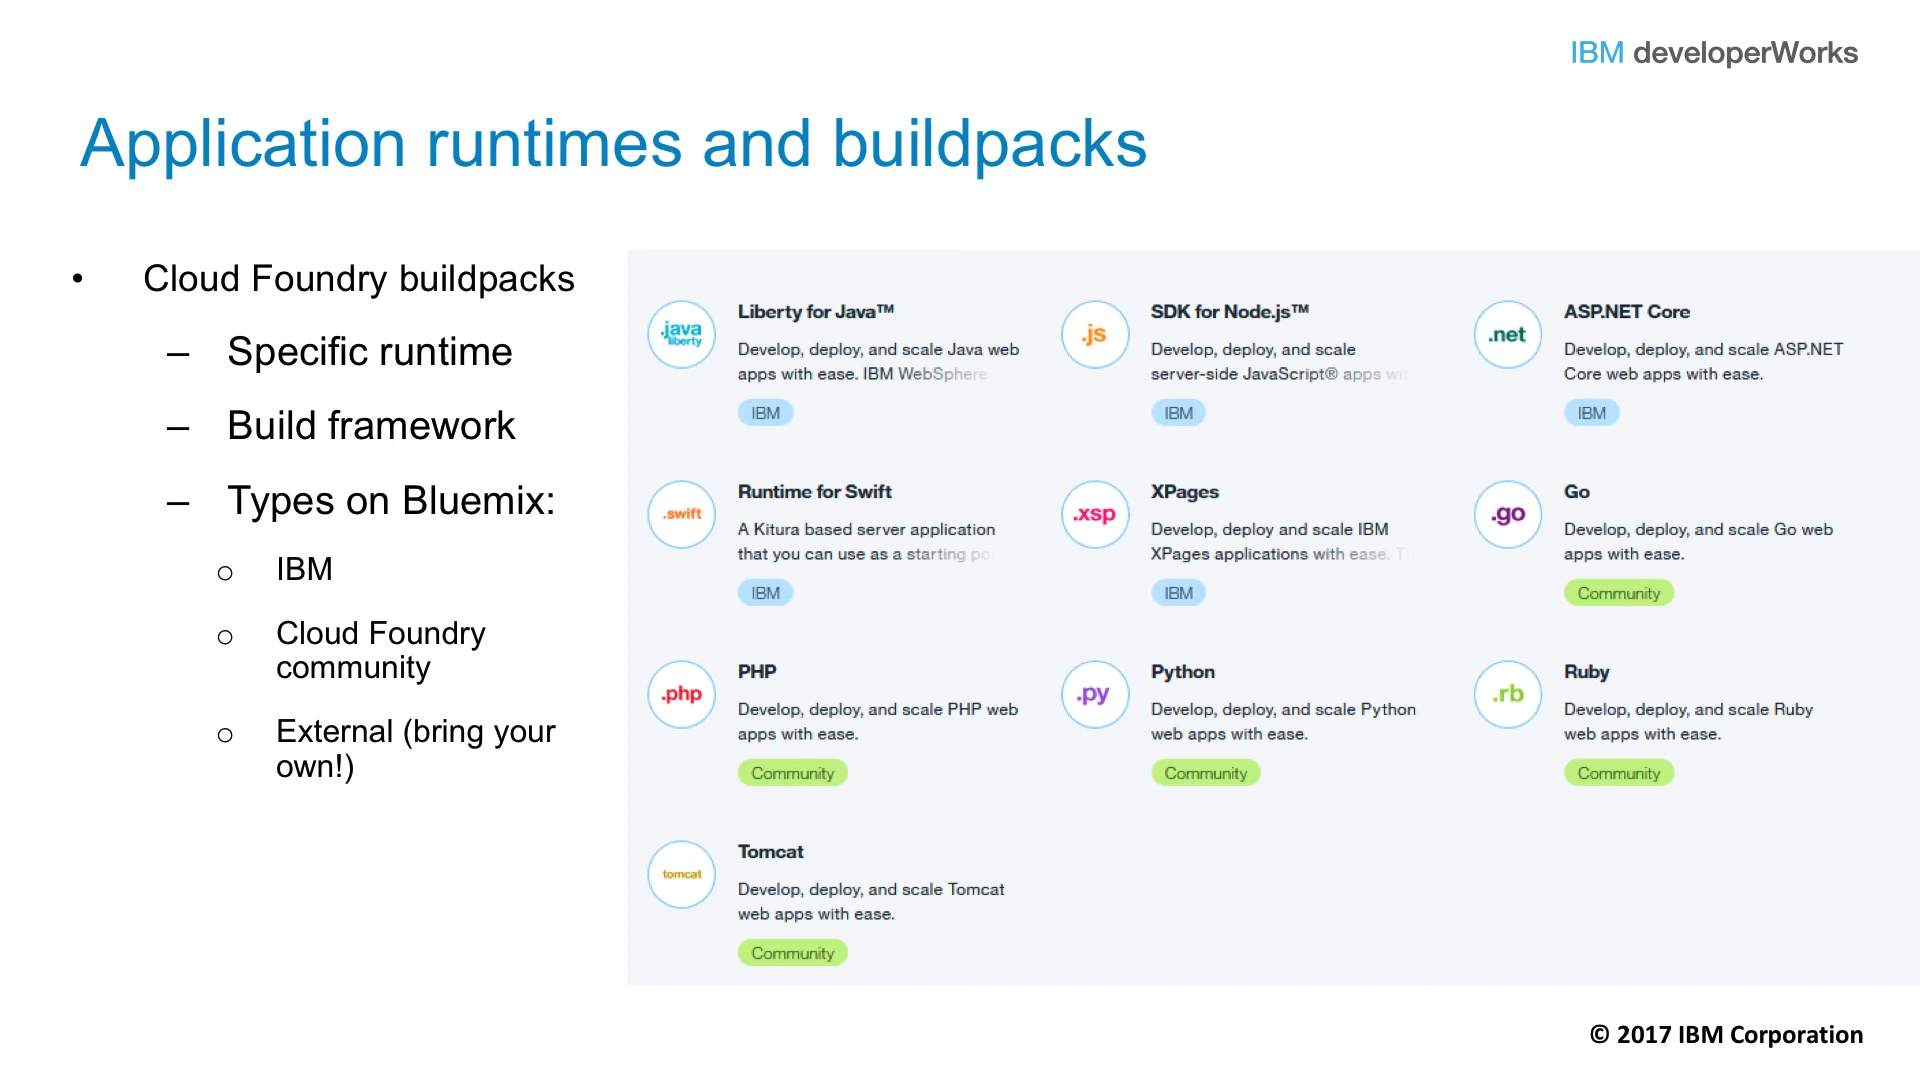 IBM developerWorks
Application runtimes and buildpacks
• Cloud Foundry buildpacks
– Specific runtime
– Build framework
– Types on Bluemix:
o IBM
o Cloud Foundry
community
o External (bring your
own!)
.java
liberty
Liberty for Java™
Develop, deploy, and scale Java web
apps with ease. IBM WebSphere
IBM
.js
SDK for Node.js™
Develop, deploy, and scale
server-side JavaScript® apps wit
IBM
.net
ASP.NET Core
Develop, deploy, and scale ASP.NET
Core web apps with ease.
IBM
.swift
Runtime for Swift
A Kitura based server application
that you can use as a starting po
IBM
.xsp
XPages
Develop, deploy and scale IBM
XPages applications with ease. T
IBM
.go
Go
Develop, deploy, and scale Go web
apps with ease.
Community
.php
PHP
Develop, deploy, and scale PHP web
apps with ease.
Community
.py
Python
Develop, deploy, and scale Python
web apps with ease.
Community
.rb
Ruby
Develop, deploy, and scale Ruby
web apps with ease.
Community
tomcat
Tomcat
Develop, deploy, and scale Tomcat
web apps with ease.
Community
© 2017 IBM Corporation